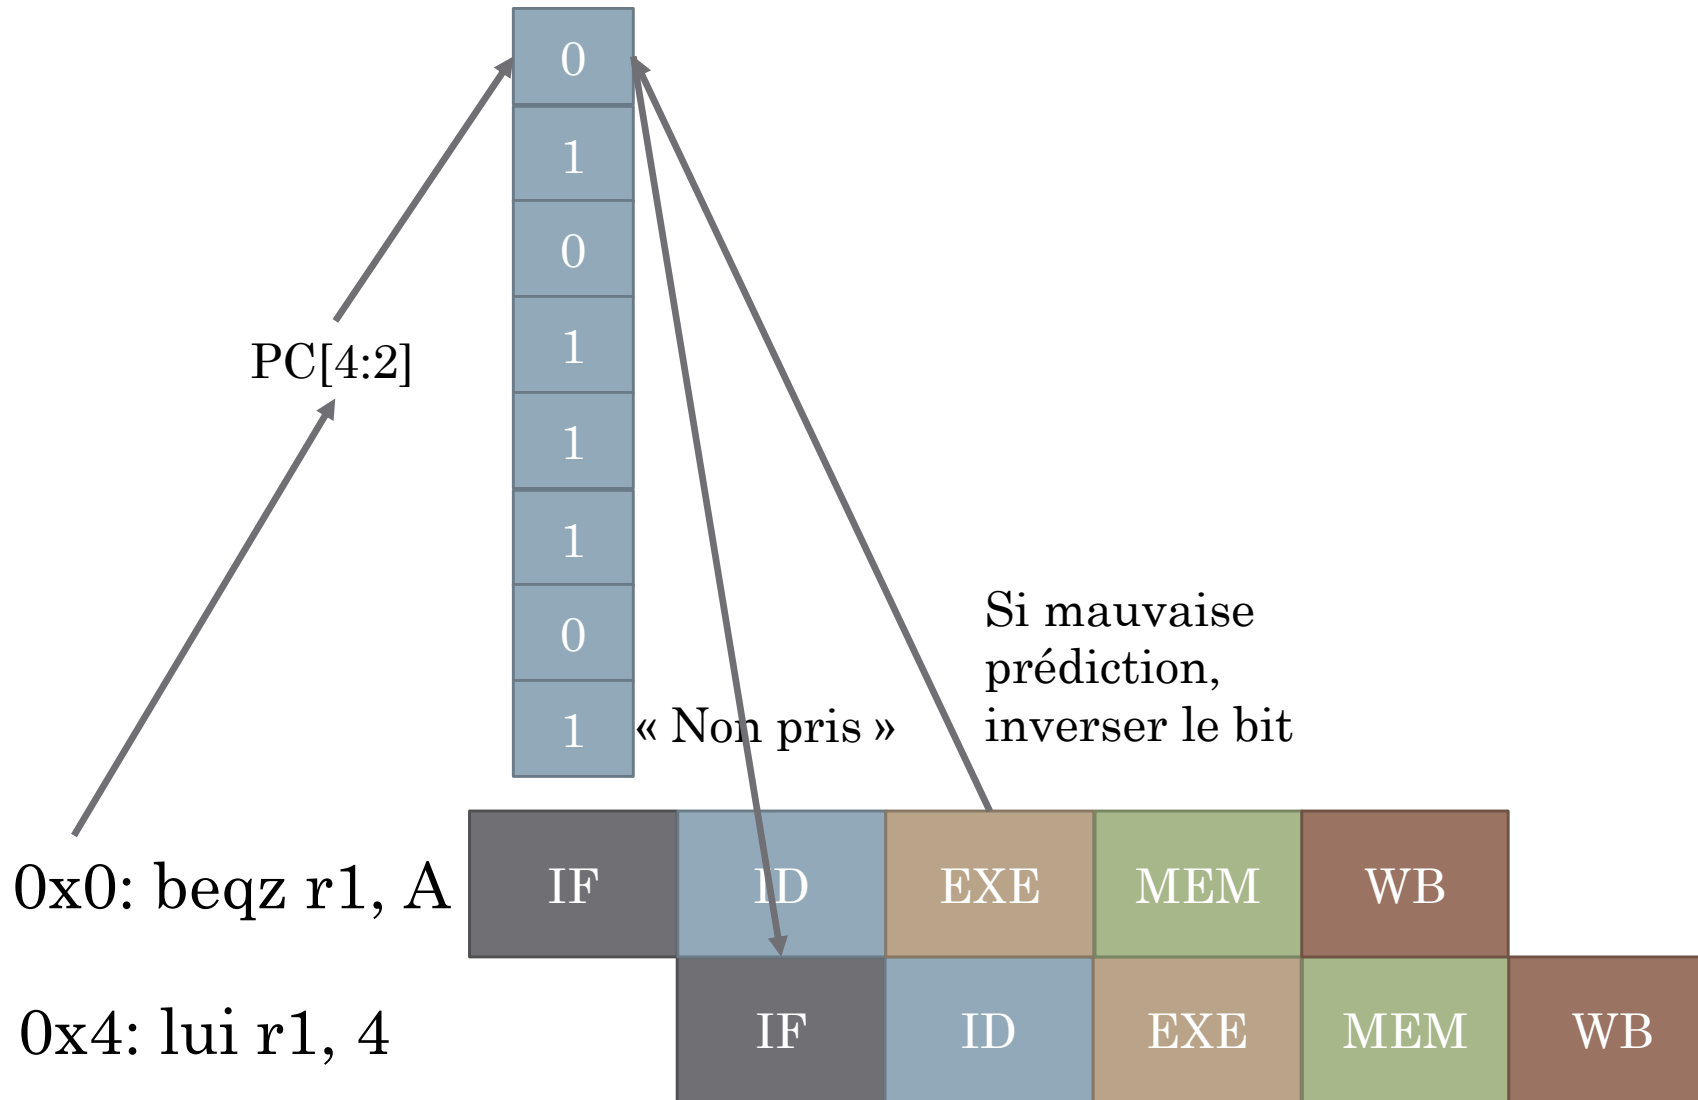 0
1
0
1
1
1
0
1
PC[4:2]
« Non pris »
Si mauvaise
prédiction,
inverser le bit
0x0: beqz r1, A
IF ID EXE MEM WB
0x4: lui r1, 4
IF ID EXE MEM WB